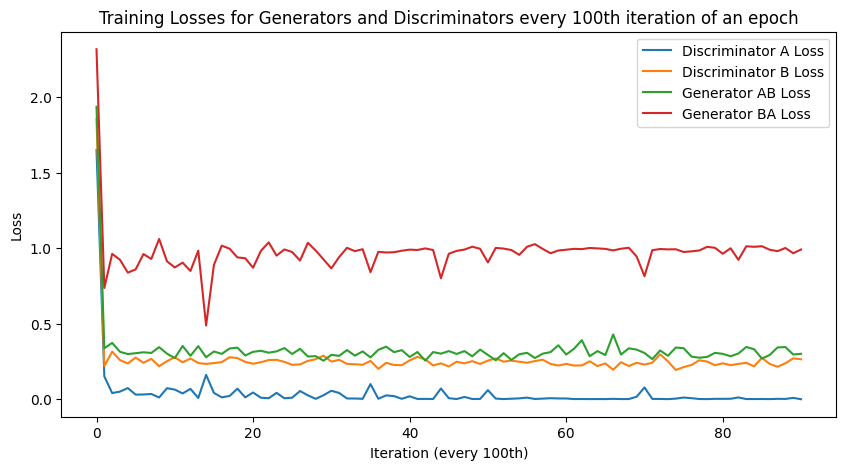 Training Losses for Generators and Discriminators every 100th iteration of an epoch
Discriminator A Loss
Discriminator B Loss
Generator AB Loss
Generator BA Loss
Loss
2.0
1.5
1.0
0.5
0.0
0 20 40 60 80
Iteration (every 100th)